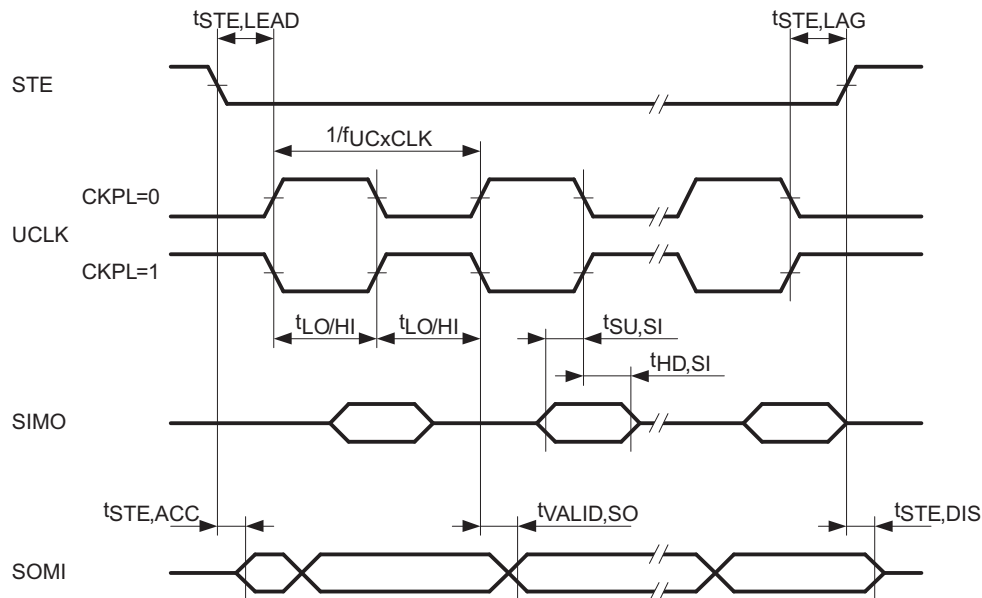 tSTE,LEAD
tSTE,LAG
STE
1/fUCxCLK
CKPL=0
UCLK
CKPL=1
tLO/HI
tLO/HI
tSU,SI
tHD,SI
SIMO
tSTE,ACC
tVALID,SO
tSTE,DIS
SOMI